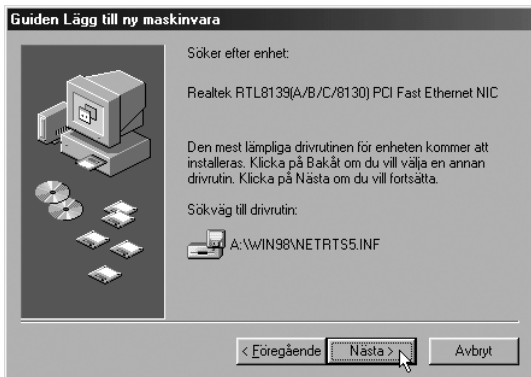 Guiden Lägg till ny maskinvara
Söker efter enhet:
Realtek RTL8139(A/B/C/8130) PCI Fast Ethernet NIC
Den mest lämpliga drivrutinen för enheten kommer att
installeras. Klicka på Bakåt om du vill välja en annan
drivrutin. Klicka på Nästa om du vill fortsätta.
Sökväg till drivrutin:
A:\WIN98\NETRTS5.INF
< Föregående
Nästa >
Avbryt